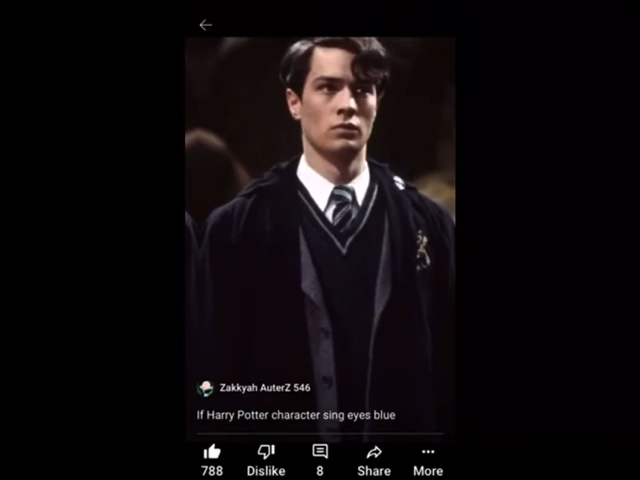 Zakkyah AuterZ 546
If Harry Potter character sing eyes blue
788
Dislike
8
Share
More